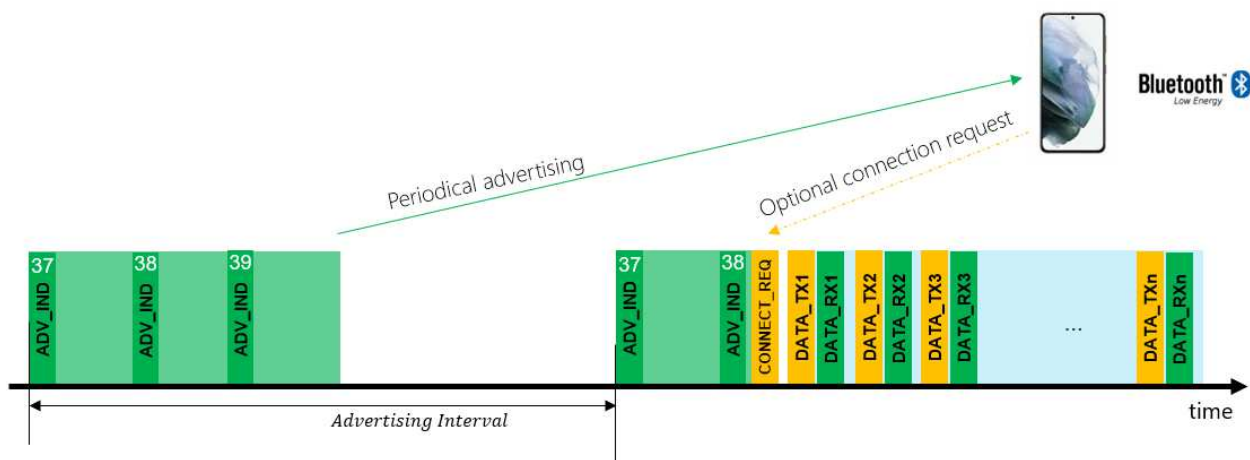 Bluetooth™
Low Energy
Periodical advertising
Optional connection request
37
ADV_IND
38
ADV_IND
39
ADV_IND
37
ADV_IND
38
ADV_IND
CONNECT_REQ
DATA_TX1
DATA_RX1
DATA_TX2
DATA_RX2
DATA_TX3
DATA_RX3
...
DATA_TXn
DATA_RXn
time
Advertising Interval